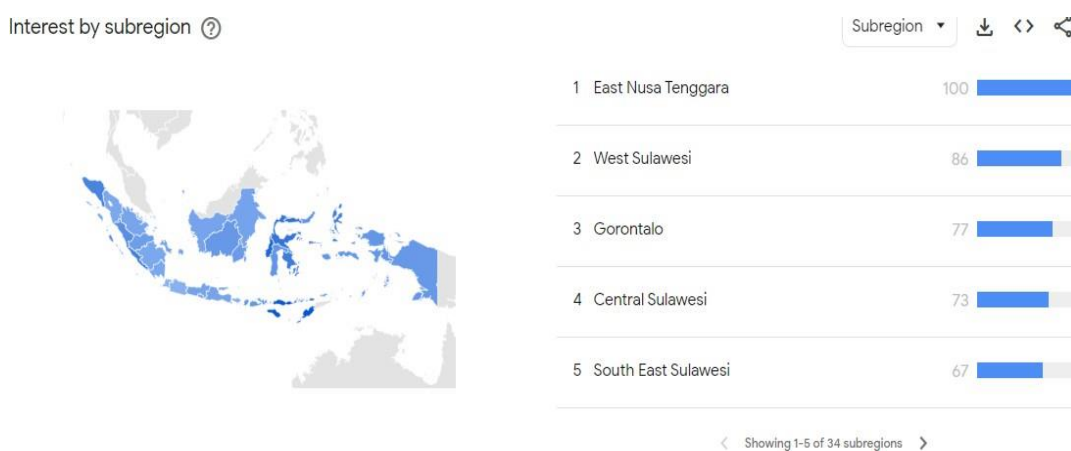 Interest by subregion
Subregion
1 East Nusa Tenggara 100
2 West Sulawesi 86
3 Gorontalo 77
4 Central Sulawesi 73
5 South East Sulawesi 67
Showing 1-5 of 34 subregions